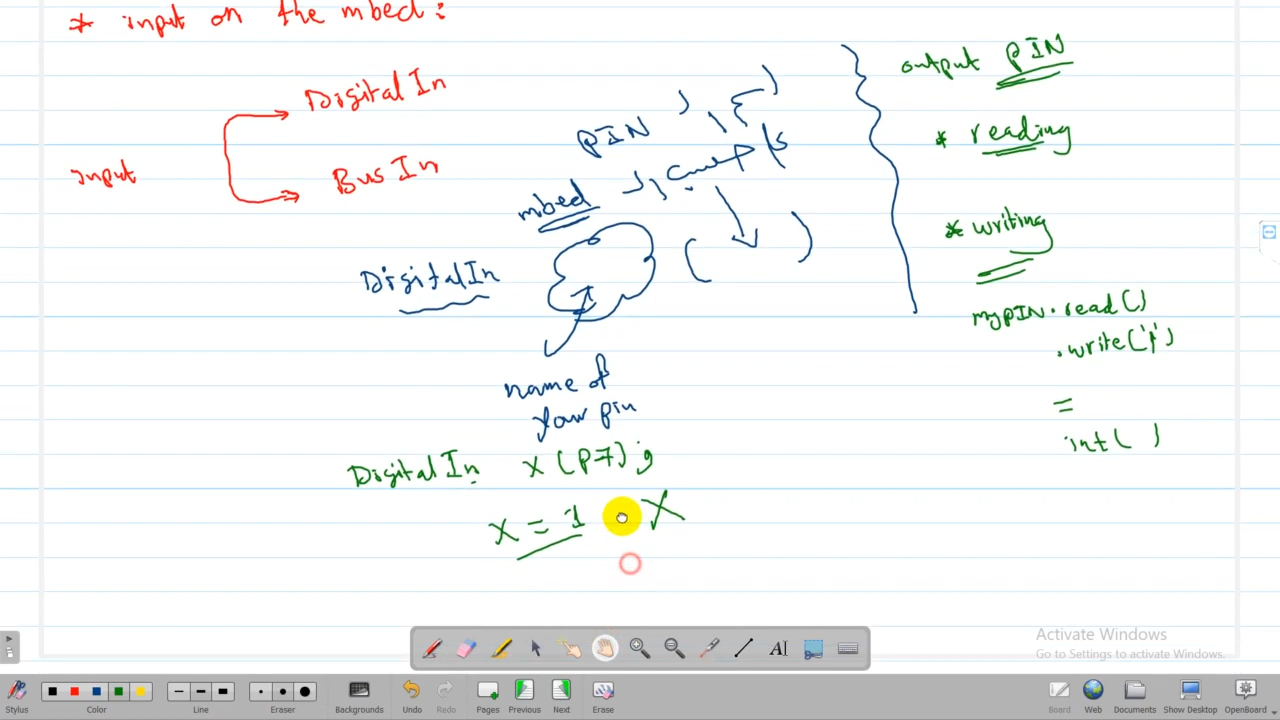 * input on the mbed:
Digital In
Input
Bus In
PIN
mbed
DigitalIn
( )
name of
your pin
DigitalIn x (P7);
x = 1 X
output PIN
* reading
* writing
mypIN.read()
.write('1')
=
int( )
Activate Windows
Go to Settings to activate Windows.
Stylus
Color
Line
Eraser
Backgrounds
Undo
Redo
Pages
Previous
Next
Erase
Board
Web
Documents
Show Desktop
OpenBoard